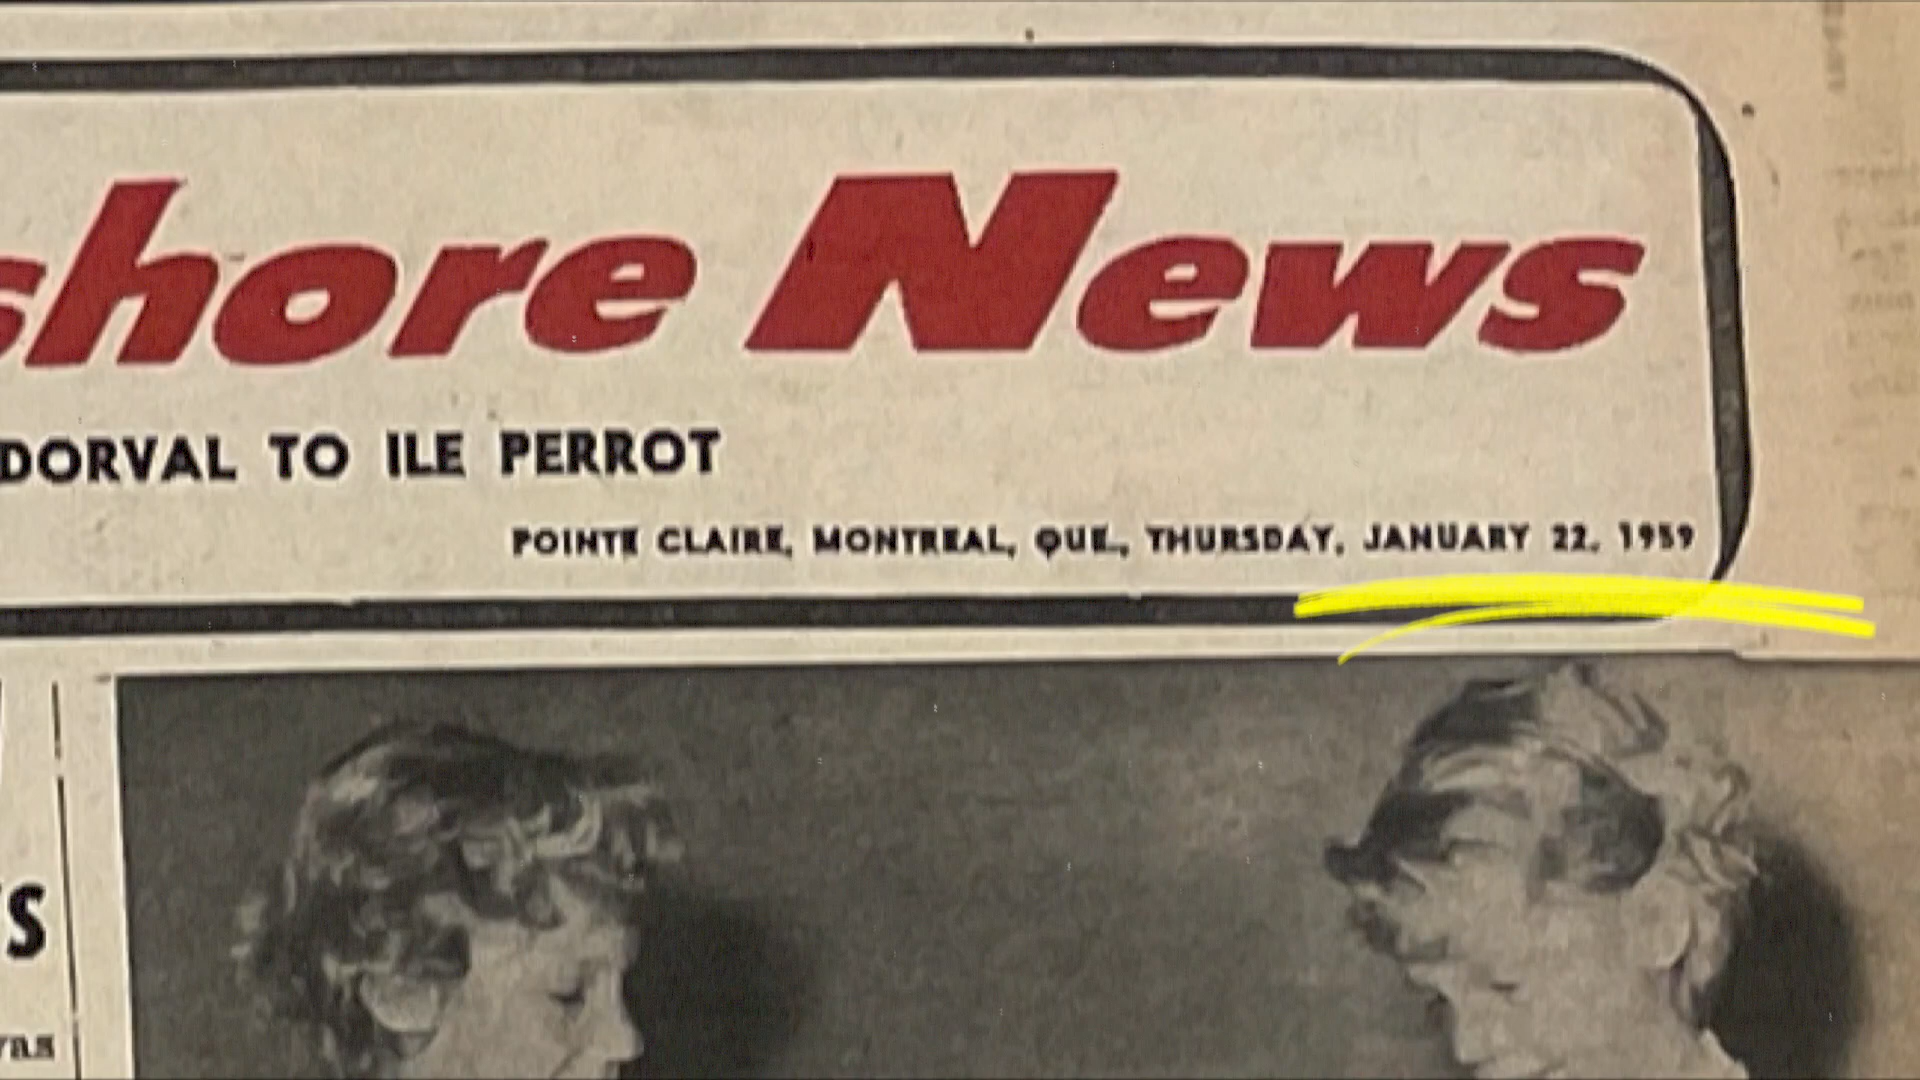 shore News
DORVAL TO ILE PERROT
POINTE CLAIRE, MONTREAL, QUE., THURSDAY, JANUARY 22, 1959
S